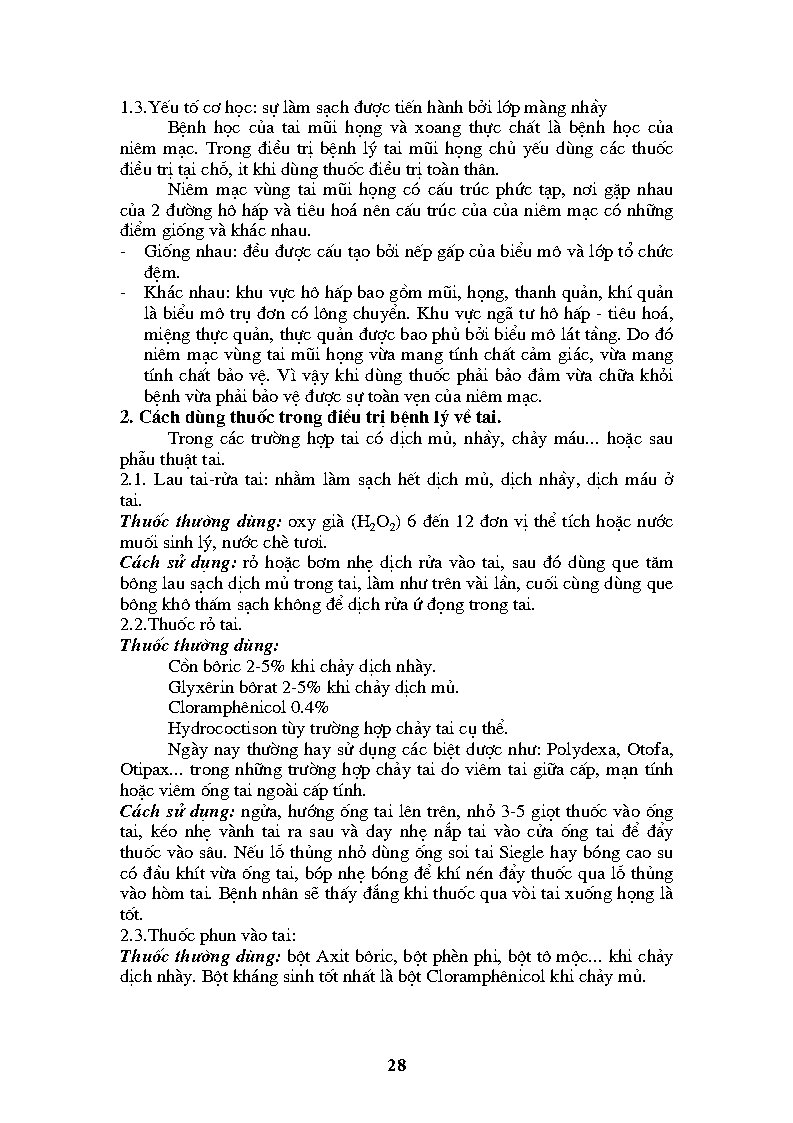 1.3.Yếu tố cơ học: sự làm sạch được tiến hành bởi lớp màng nhầy
Bệnh học của tai mũi họng và xoang thực chất là bệnh học của
niêm mạc. Trong điều trị bệnh lý tai mũi họng chủ yếu dùng các thuốc
điều trị tại chỗ, it khi dùng thuốc điều trị toàn thân.
Niêm mạc vùng tai mũi họng có cấu trúc phức tạp, nơi gặp nhau
của 2 đường hô hấp và tiêu hoá nên cấu trúc của của niêm mạc có những
điểm giống và khác nhau.
- Giống nhau: đều được cấu tạo bởi nếp gấp của biểu mô và lớp tổ chức
đệm.
- Khác nhau: khu vực hô hấp bao gồm mũi, họng, thanh quản, khí quản
là biểu mô trụ đơn có lông chuyển. Khu vực ngã tư hô hấp - tiêu hoá,
miệng thực quản, thực quản được bao phủ bởi biểu mô lát tầng. Do đó
niêm mạc vùng tai mũi họng vừa mang tính chất cảm giác, vừa mang
tính chất bảo vệ. Vì vậy khi dùng thuốc phải bảo đảm vừa chữa khỏi
bệnh vừa phải bảo vệ được sự toàn vẹn của niêm mạc.
2. Cách dùng thuốc trong điều trị bệnh lý về tai.
Trong các trường hợp tai có dịch mủ, nhầy, chảy máu... hoặc sau
phẫu thuật tai.
2.1. Lau tai-rửa tai: nhằm làm sạch hết dịch mủ, dịch nhầy, dịch máu ở
tai.
Thuốc thường dùng: oxy già (H₂O₂) 6 đến 12 đơn vị thể tích hoặc nước
muối sinh lý, nước chè tươi.
Cách sử dụng: rỏ hoặc bơm nhẹ dịch rửa vào tai, sau đó dùng que tăm
bông lau sạch dịch mủ trong tai, làm như trên vài lần, cuối cùng dùng que
bông khô thấm sạch không để dịch rửa ứ đọng trong tai.
2.2.Thuốc rỏ tai.
Thuốc thường dùng:
Cồn bôric 2-5% khi chảy dịch nhày.
Glyxêrin bôrat 2-5% khi chảy dịch mủ.
Cloramphênicol 0.4%
Hydrococtison tùy trường hợp chảy tai cụ thể.
Ngày nay thường hay sử dụng các biệt dược như: Polydexa, Otofa,
Otipax... trong những trường hợp chảy tai do viêm tai giữa cấp, mạn tính
hoặc viêm ống tai ngoài cấp tính.
Cách sử dụng: ngửa, hướng ống tai lên trên, nhỏ 3-5 giọt thuốc vào ống
tai, kéo nhẹ vành tai ra sau và day nhẹ nắp tai vào cửa ống tai để đẩy
thuốc vào sâu. Nếu lỗ thủng nhỏ dùng ống soi tai Siegle hay bóng cao su
có đầu khít vừa ống tai, bóp nhẹ bóng để khí nén đẩy thuốc qua lỗ thủng
vào hòm tai. Bệnh nhân sẽ thấy đắng khi thuốc qua vòi tai xuống họng là
tốt.
2.3.Thuốc phun vào tai:
Thuốc thường dùng: bột Axit bôric, bột phèn phi, bột tô mộc... khi chảy
dịch nhày. Bột kháng sinh tốt nhất là bột Cloramphênicol khi chảy mủ.
28